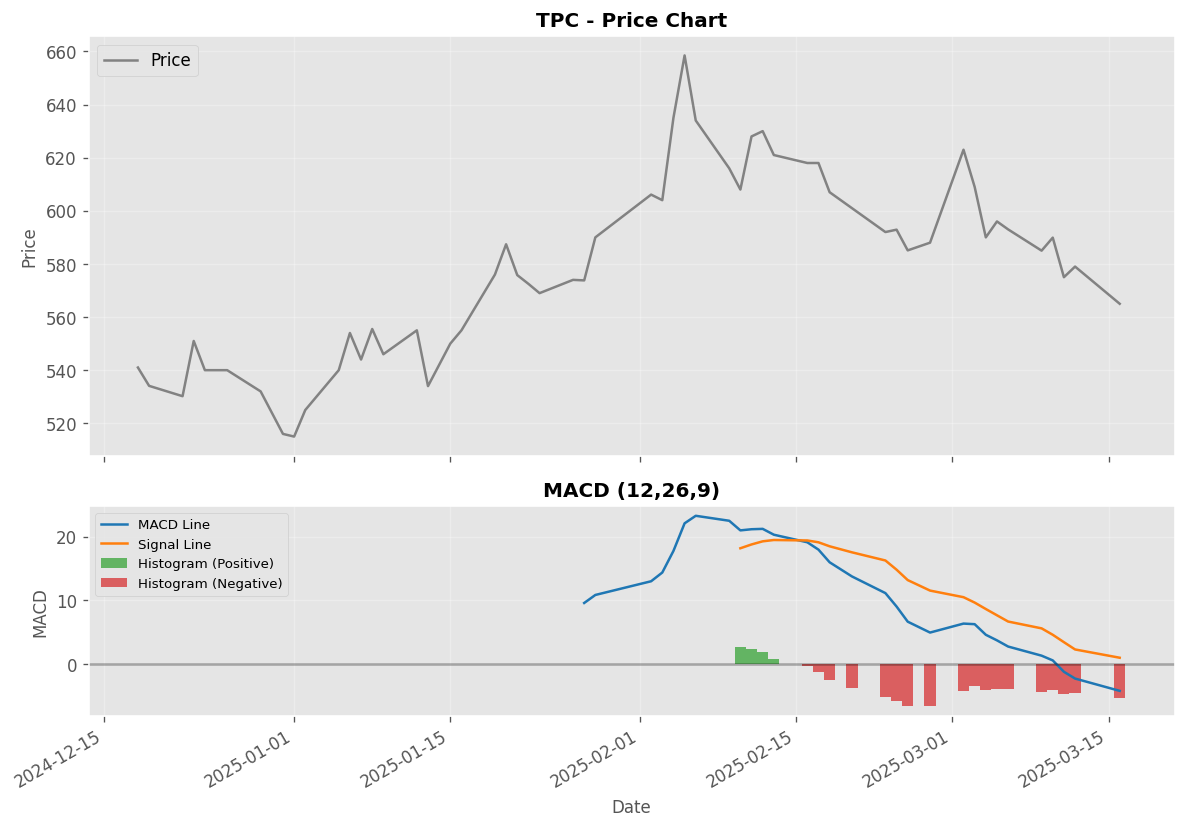 TPC - Price Chart
Price
660
640
620
600
580
560
540
520
Price
MACD (12,26,9)
MACD Line
Signal Line
Histogram (Positive)
Histogram (Negative)
20
10
0
MACD
2024-12-15
2025-01-01
2025-01-15
2025-02-01
2025-02-15
2025-03-01
2025-03-15
Date